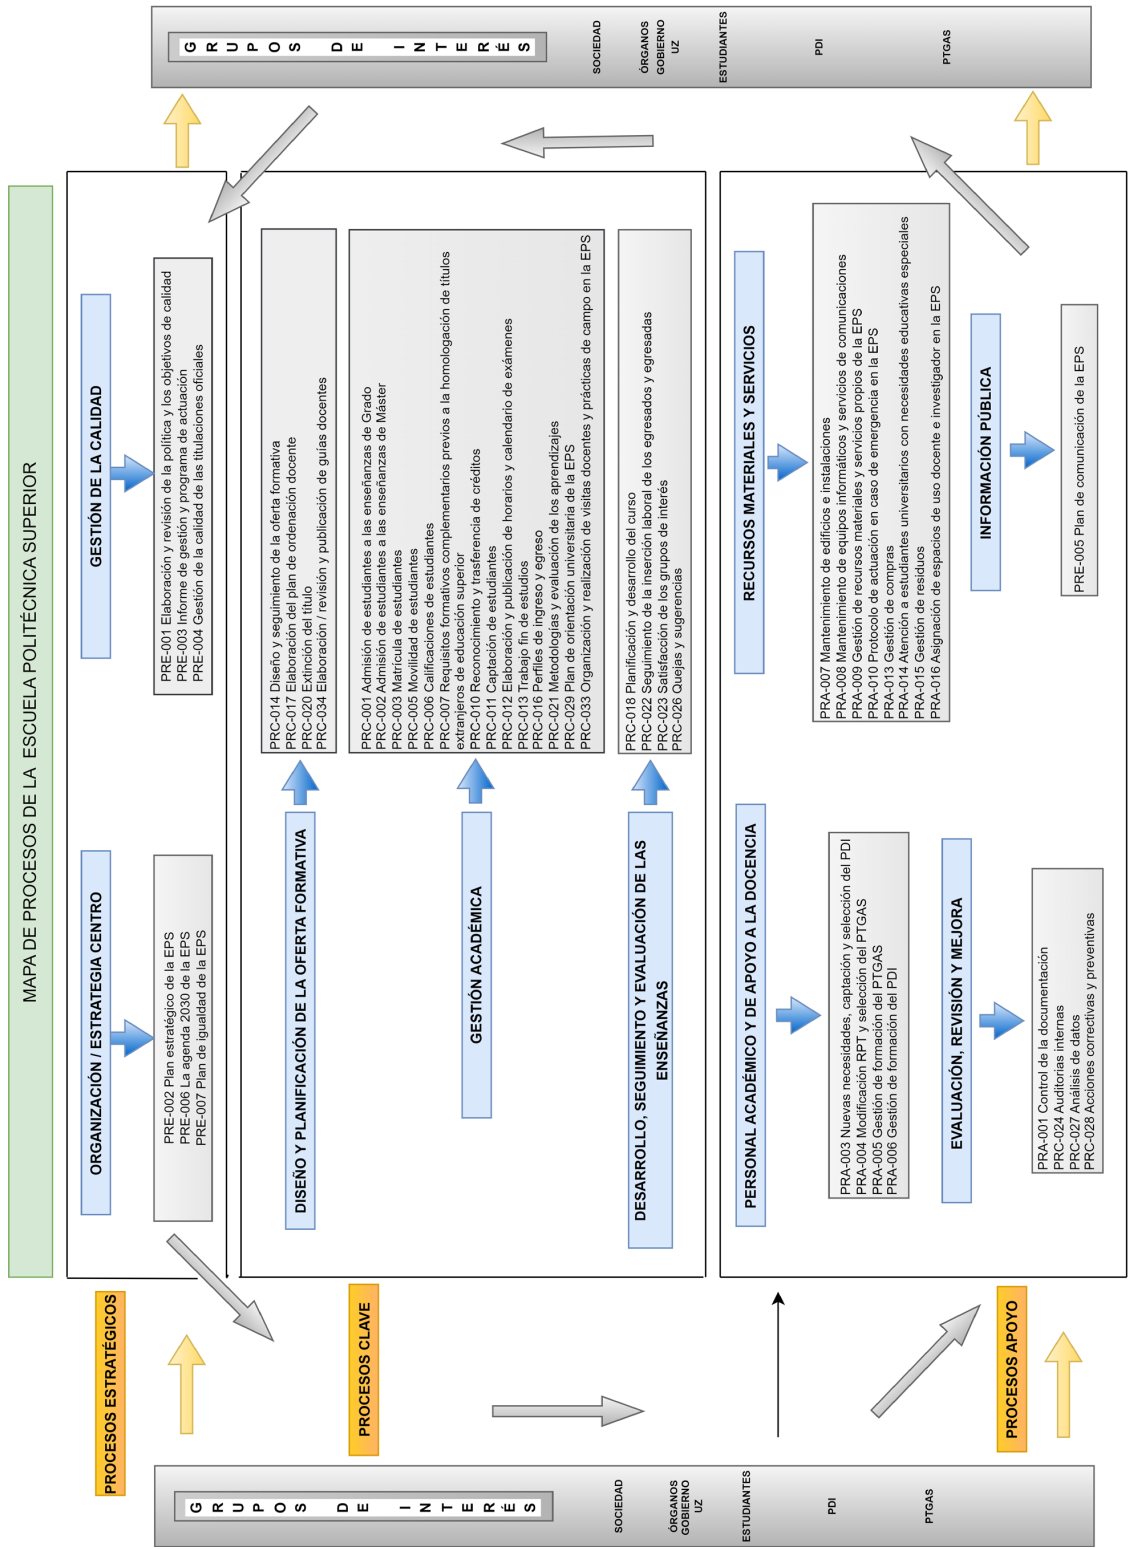 MAPA DE PROCESOS DE LA ESCUELA POLITÉCNICA SUPERIOR
GRUPOS DE INTERÉS
SOCIEDAD
ÓRGANOS
GOBIERNO
UZ
ESTUDIANTES
PDI
PTGAS
PROCESOS ESTRATÉGICOS
ORGANIZACIÓN / ESTRATEGIA CENTRO
PRE-002 Plan estratégico de la EPS
PRE-006 La agenda 2030 de la EPS
PRE-007 Plan de igualdad de la EPS
GESTIÓN DE LA CALIDAD
PRE-001 Elaboración y revisión de la política y los objetivos de calidad
PRE-003 Informe de gestión y programa de actuación
PRE-004 Gestión de la calidad de las titulaciones oficiales
PROCESOS CLAVE
DISEÑO Y PLANIFICACIÓN DE LA OFERTA FORMATIVA
PRC-014 Diseño y seguimiento de la oferta formativa
PRC-017 Elaboración del plan de ordenación docente
PRC-020 Extinción del título
PRC-034 Elaboración / revisión y publicación de guías docentes
GESTIÓN ACADÉMICA
PRC-001 Admisión de estudiantes a las enseñanzas de Grado
PRC-002 Admisión de estudiantes a las enseñanzas de Máster
PRC-003 Matrícula de estudiantes
PRC-005 Movilidad de estudiantes
PRC-006 Calificaciones de estudiantes
PRC-007 Requisitos formativos complementarios previos a la homologación de títulos
extranjeros de educación superior
PRC-010 Reconocimiento y trasferencia de créditos
PRC-011 Captación de estudiantes
PRC-012 Elaboración y publicación de horarios y calendario de exámenes
PRC-013 Trabajo fin de estudios
PRC-016 Perfiles de ingreso y egreso
PRC-021 Metodologías y evaluación de los aprendizajes
PRC-029 Plan de orientación universitaria de la EPS
PRC-033 Organización y realización de visitas docentes y prácticas de campo en la EPS
DESARROLLO, SEGUIMIENTO Y EVALUACIÓN DE LAS
ENSEÑANZAS
PRC-018 Planificación y desarrollo del curso
PRC-022 Seguimiento de la inserción laboral de los egresados y egresadas
PRC-023 Satisfacción de los grupos de interés
PRC-026 Quejas y sugerencias
PROCESOS APOYO
PERSONAL ACADÉMICO Y DE APOYO A LA DOCENCIA
PRA-003 Nuevas necesidades, captación y selección del PDI
PRA-004 Modificación RPT y selección del PTGAS
PRA-005 Gestión de formación del PTGAS
PRA-006 Gestión de formación del PDI
RECURSOS MATERIALES Y SERVICIOS
PRA-007 Mantenimiento de edificios e instalaciones
PRA-008 Mantenimiento de equipos informáticos y servicios de comunicaciones
PRA-009 Gestión de recursos materiales y servicios propios de la EPS
PRA-010 Protocolo de actuación en caso de emergencia en la EPS
PRA-013 Gestión de compras
PRA-014 Atención a estudiantes universitarios con necesidades educativas especiales
PRA-015 Gestión de residuos
PRA-016 Asignación de espacios de uso docente e investigador en la EPS
EVALUACIÓN, REVISIÓN Y MEJORA
PRA-001 Control de la documentación
PRC-024 Auditorias internas
PRC-027 Análisis de datos
PRC-028 Acciones correctivas y preventivas
INFORMACIÓN PÚBLICA
PRE-005 Plan de comunicación de la EPS
GRUPOS DE INTERÉS
SOCIEDAD
ÓRGANOS
GOBIERNO
UZ
ESTUDIANTES
PDI
PTGAS